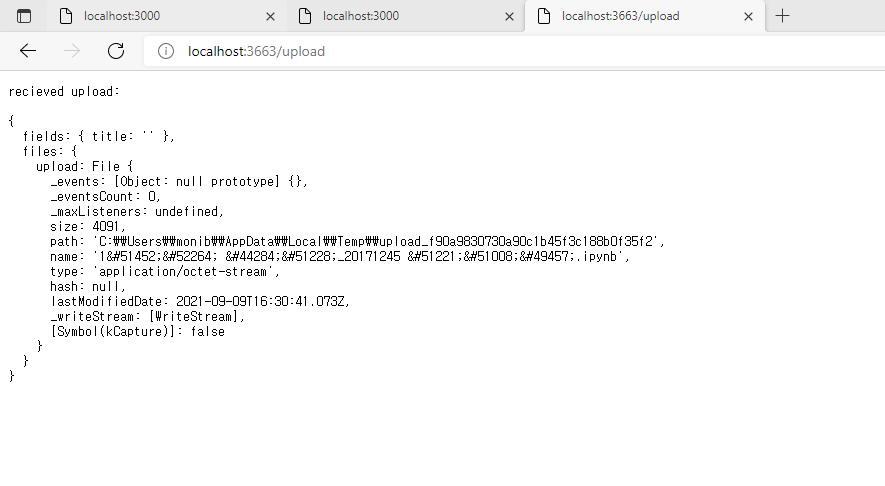 localhost:3000
localhost:3000
localhost:3663/upload
localhost:3663/upload
recieved upload:
{
  fields: { title: '' },
  files: {
    upload: File {
      _events: [Object: null prototype] {},
      _eventsCount: 0,
      _maxListeners: undefined,
      size: 4091,
      path: 'C:₩₩Users₩₩monib₩₩AppData₩₩Local₩₩Temp₩₩upload_f90a9830730a90c1b45f3c188b0f35f2',
      name: '1&#51452;&#52264; &#44284;&#51228;_20171245 &#51221;&#51008;&#49457;.ipynb',
      type: 'application/octet-stream',
      hash: null,
      lastModifiedDate: 2021-09-09T16:30:41.073Z,
      _writeStream: [WriteStream],
      [Symbol(kCapture)]: false
    }
  }
}